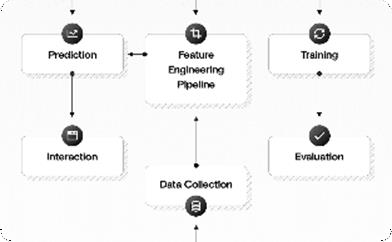 Prediction
Feature
Engineering
Pipeline
Training
Interaction
Data Collection
Evaluation